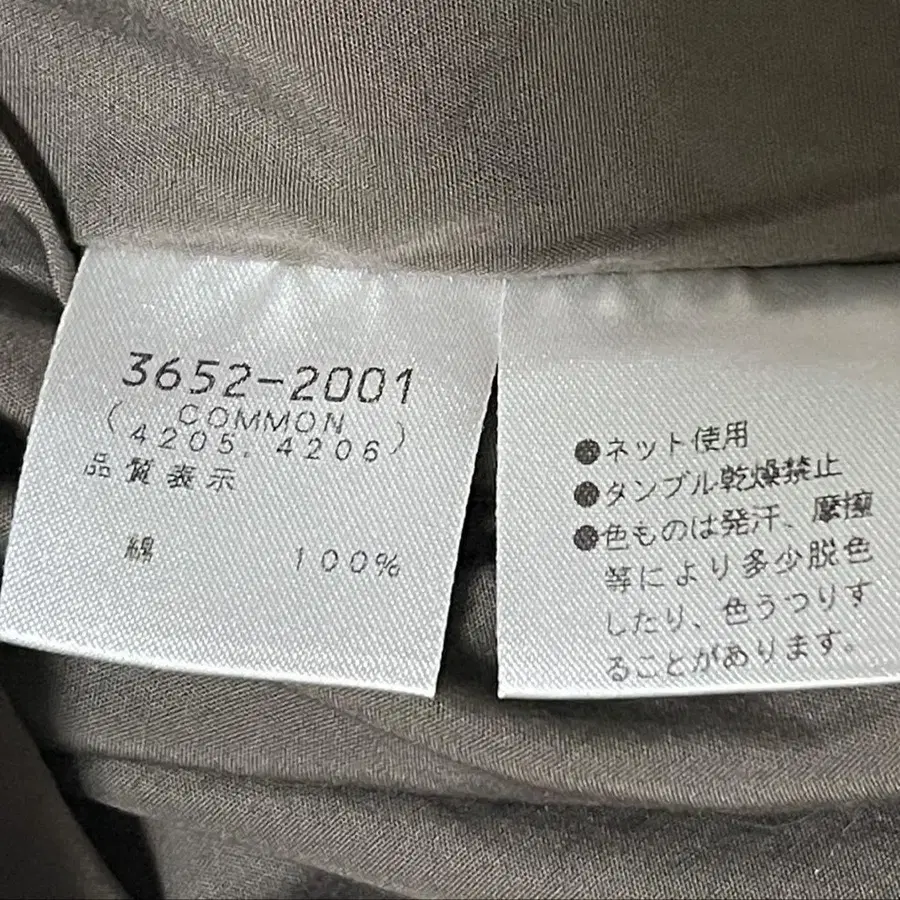 3652-2001
COMMON
(4205.4206)
品質表示
綿 100%
●ネット使用
●タンブル乾燥禁止
●色ものは発汗、摩擦
等により多少脱色
したり、色うつりす
ることがあります。